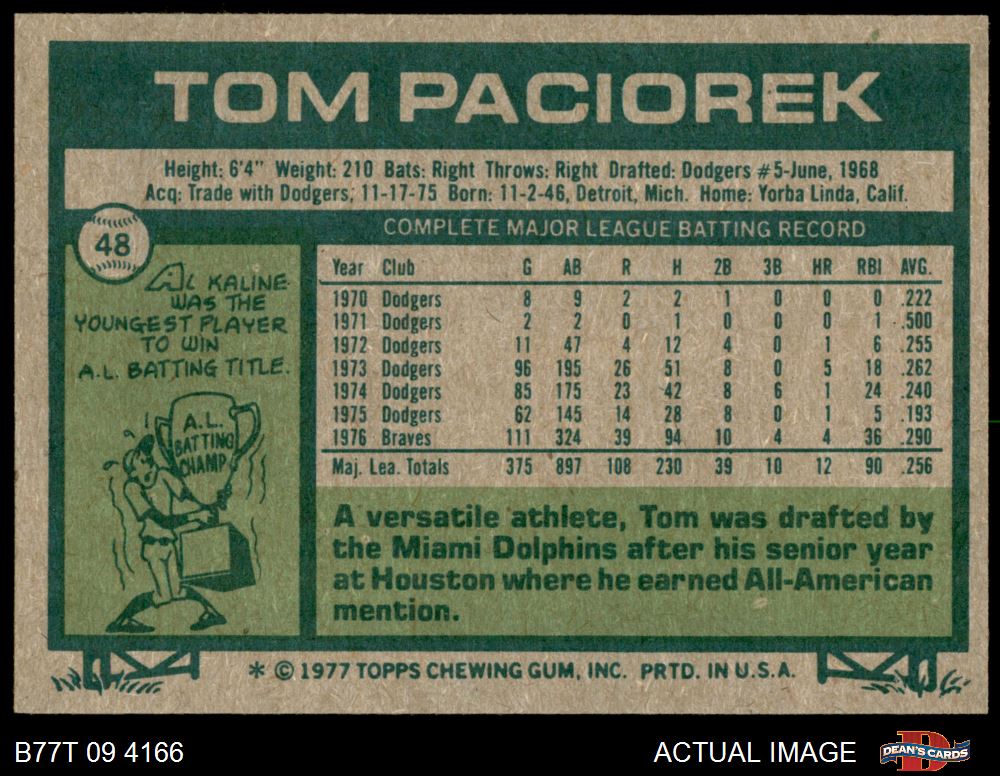 TOM PACIOREK
Height: 6'4" Weight: 210 Bats: Right Throws: Right Drafted: Dodgers #5-June, 1968
Acq: Trade with Dodgers, 11-17-75 Born: 11-2-46, Detroit, Mich. Home: Yorba Linda, Calif.
48
AL KALINE
WAS THE
YOUNGEST PLAYER
TO WIN
A.L. BATTING TITLE.
A.L.
BATTING
CHAMP
COMPLETE MAJOR LEAGUE BATTING RECORD
Year Club G AB R H 2B 3B HR RBI AVG.
1970 Dodgers 8 9 2 2 1 0 0 0 .222
1971 Dodgers 2 2 0 1 0 0 0 1 .500
1972 Dodgers 11 47 4 12 4 0 1 6 .255
1973 Dodgers 96 195 26 51 8 0 5 18 .262
1974 Dodgers 85 175 23 42 8 6 1 24 .240
1975 Dodgers 62 145 14 28 8 0 1 5 .193
1976 Braves 111 324 39 94 10 4 4 36 .290
Maj. Lea. Totals 375 897 108 230 39 10 12 90 .256
A versatile athlete, Tom was drafted by
the Miami Dolphins after his senior year
at Houston where he earned All-American
mention.
* © 1977 TOPPS CHEWING GUM, INC. PRTD. IN U.S.A.
B77T 09 4166
ACTUAL IMAGE
D
DEAN'S CARDS